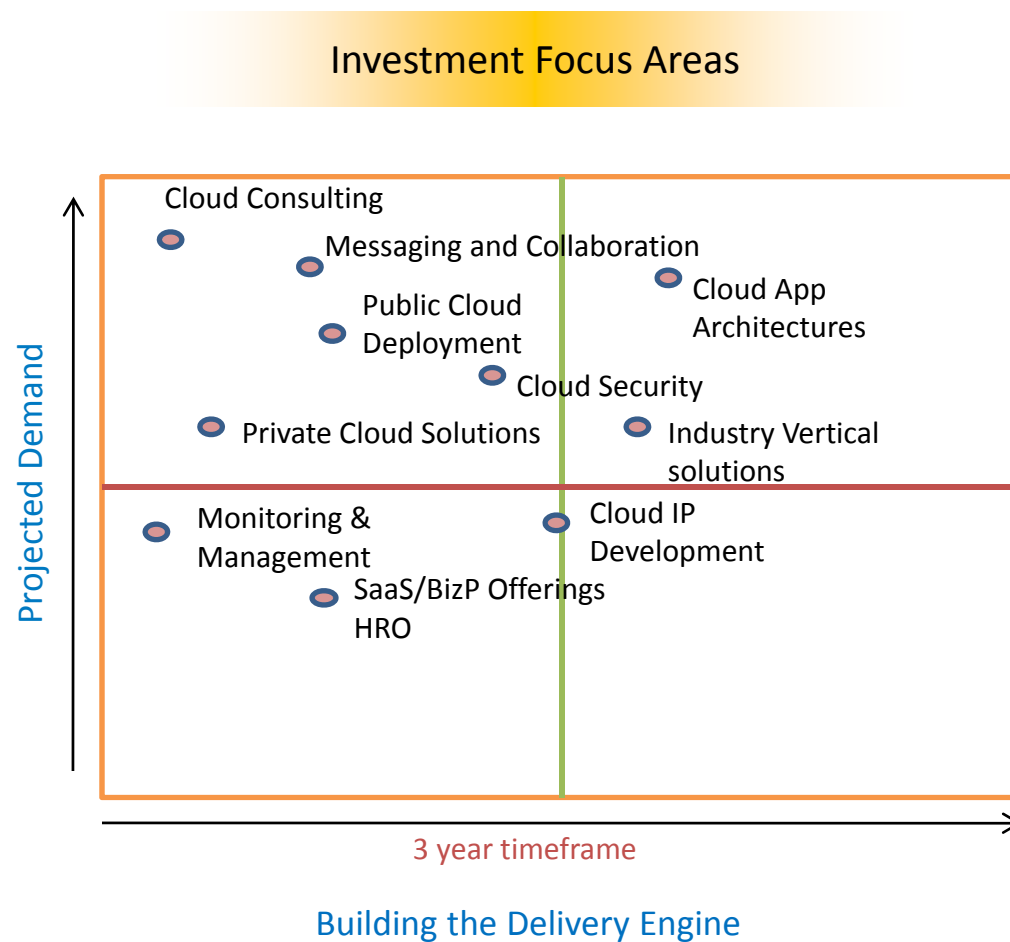 Investment Focus Areas
Cloud Consulting
Messaging and Collaboration
Public Cloud
Deployment
Cloud App
Architectures
Cloud Security
Private Cloud Solutions
Industry Vertical
solutions
Monitoring &
Management
Cloud IP
Development
SaaS/BizP Offerings
HRO
Projected Demand
3 year timeframe
Building the Delivery Engine